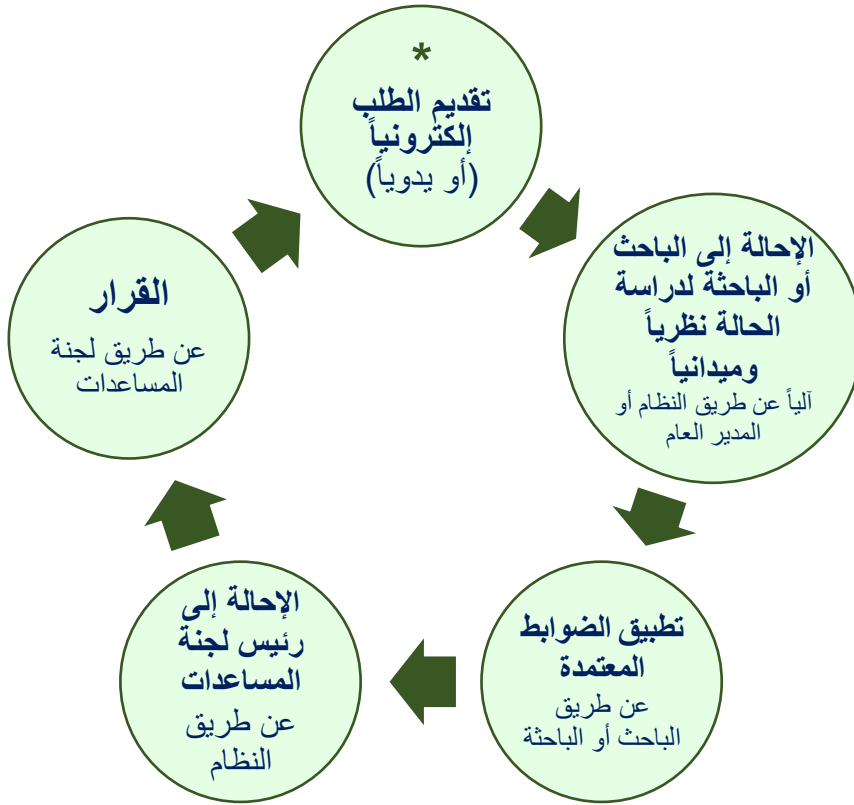 *
تقديم الطلب
إلكترونياً
(أو يدوياً)
الإحالة إلى الباحث
أو الباحثة لدراسة
الحالة نظرياً
وميدانياً
آلياً عن طريق النظام أو
المدير العام
تطبيق الضوابط
المعتمدة
عن طريق
الباحث أو الباحثة
الإحالة إلى
رئيس لجنة
المساعدات
عن طريق
النظام
القرار
عن طريق لجنة
المساعدات